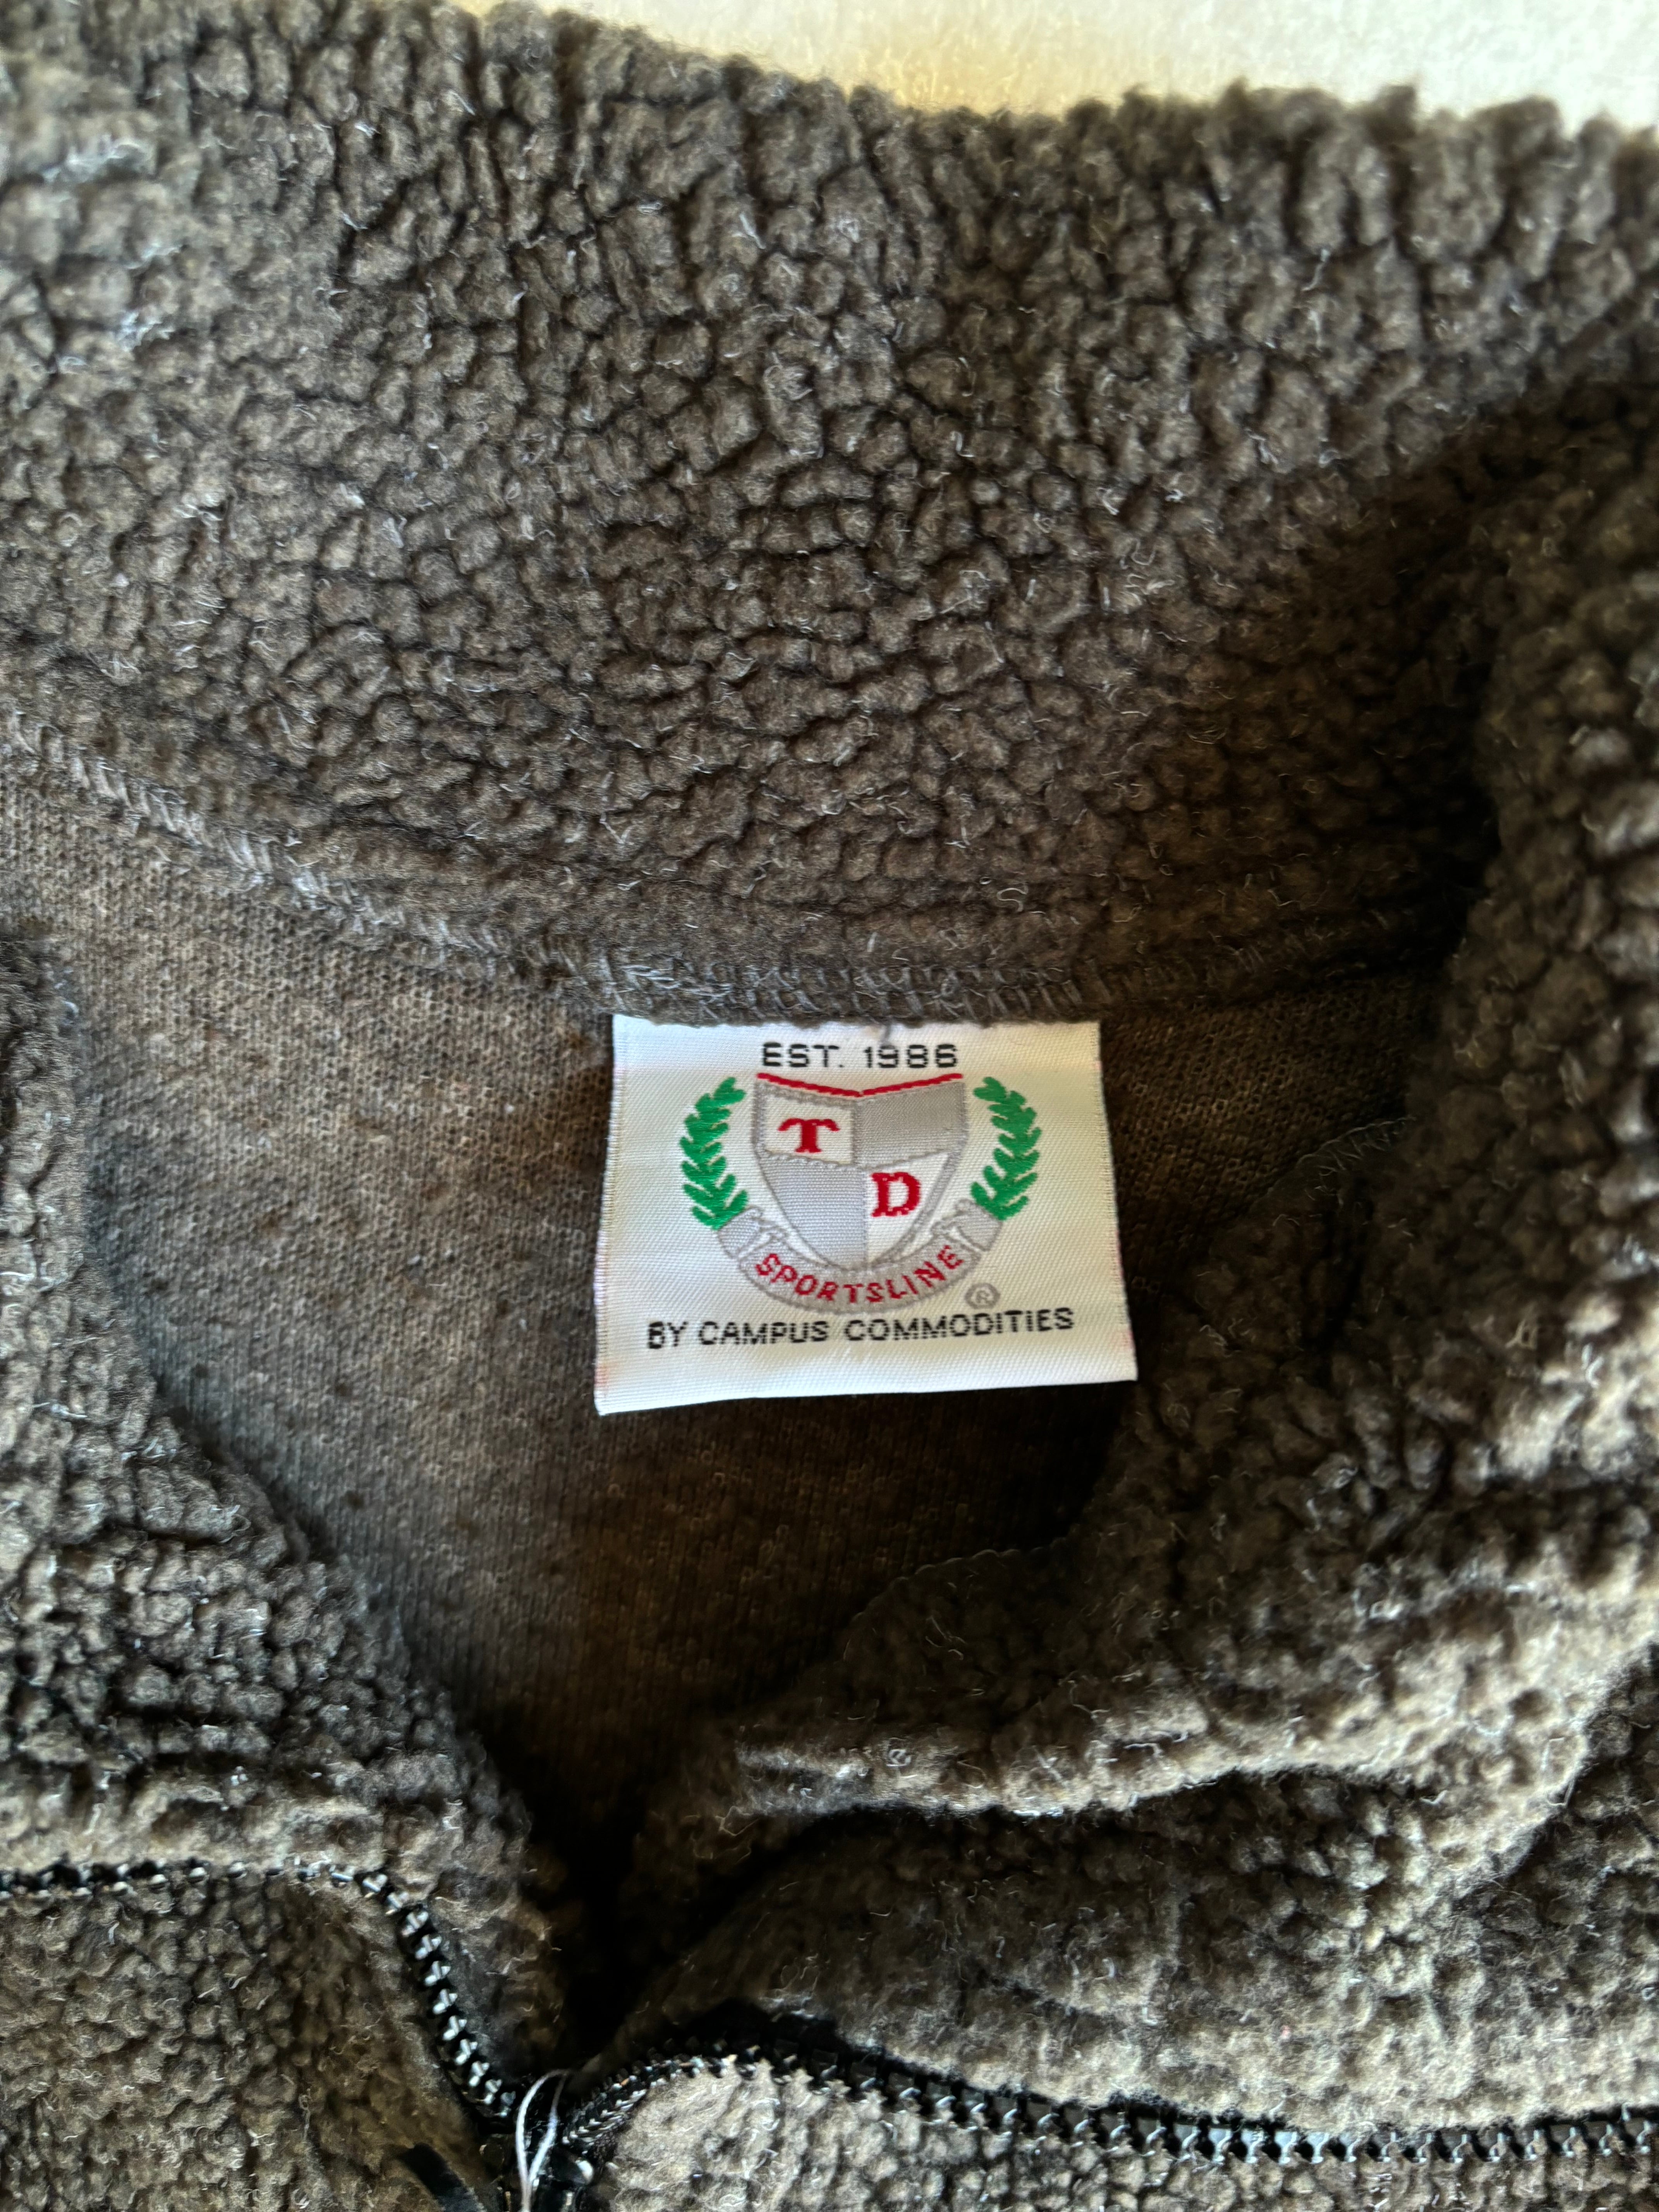 EST. 1986
T
D
SPORTSLINE
®
BY CAMPUS COMMODITIES